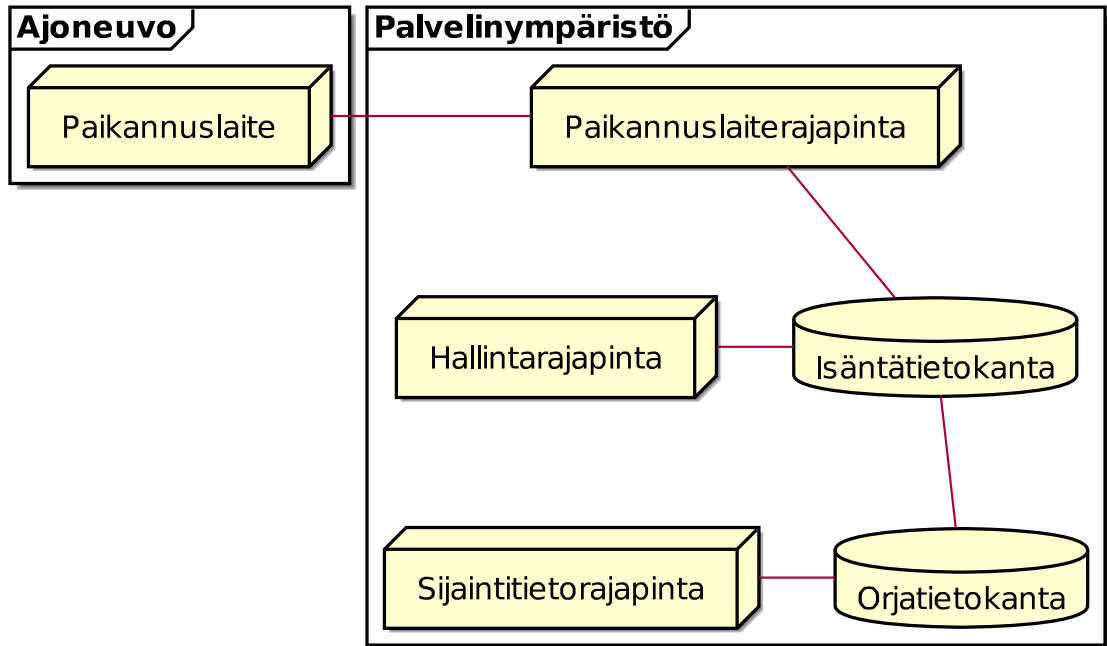 Ajoneuvo
Palvelinympäristö
Paikannuslaite
Paikannuslaiterajapinta
Hallintarajapinta
Isäntätietokanta
Sijaintitietorajapinta
Orjatietokanta